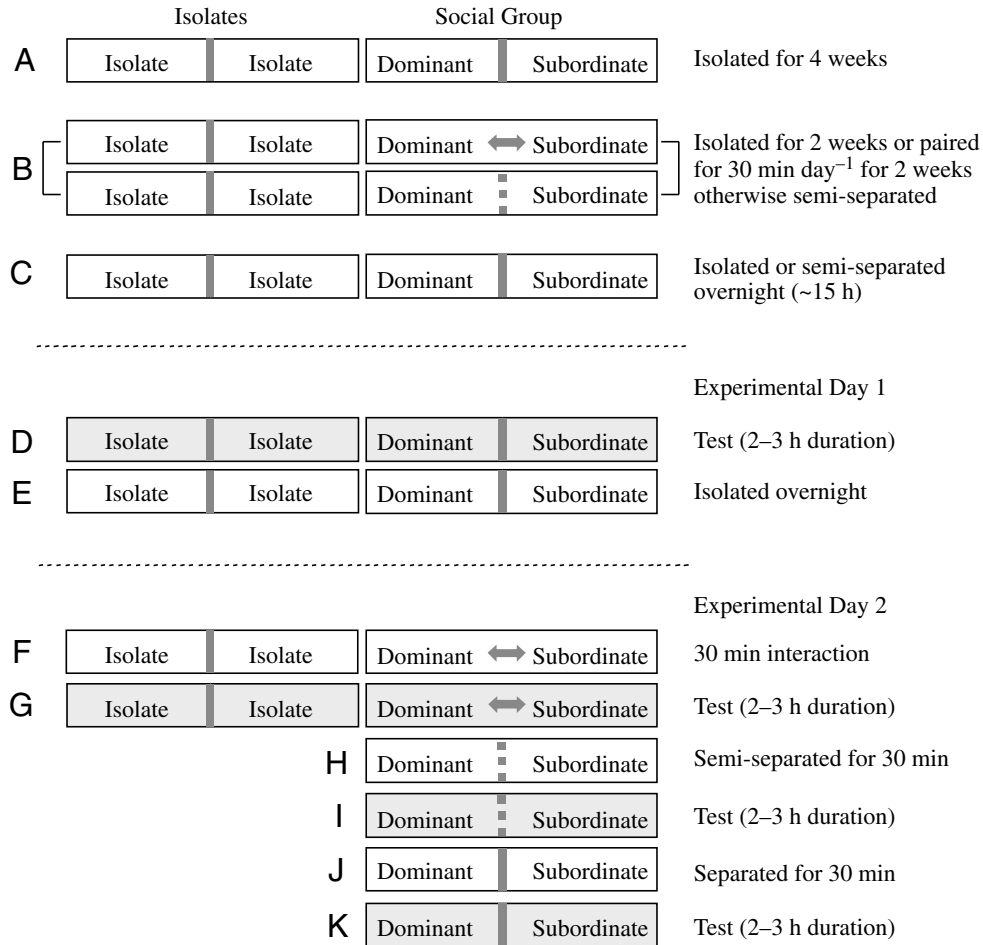 Isolates Social Group
A Isolate Isolate Dominant Subordinate Isolated for 4 weeks
B
Isolate Isolate Dominant Subordinate
Isolate Isolate Dominant Subordinate
Isolated for 2 weeks or paired
for 30 min day⁻¹ for 2 weeks
otherwise semi-separated
C Isolate Isolate Dominant Subordinate
Isolated or semi-separated
overnight (~15 h)
Experimental Day 1
D Isolate Isolate Dominant Subordinate Test (2–3 h duration)
E Isolate Isolate Dominant Subordinate Isolated overnight
Experimental Day 2
F Isolate Isolate Dominant Subordinate 30 min interaction
G Isolate Isolate Dominant Subordinate Test (2–3 h duration)
H Dominant Subordinate Semi-separated for 30 min
I Dominant Subordinate Test (2–3 h duration)
J Dominant Subordinate Separated for 30 min
K Dominant Subordinate Test (2–3 h duration)